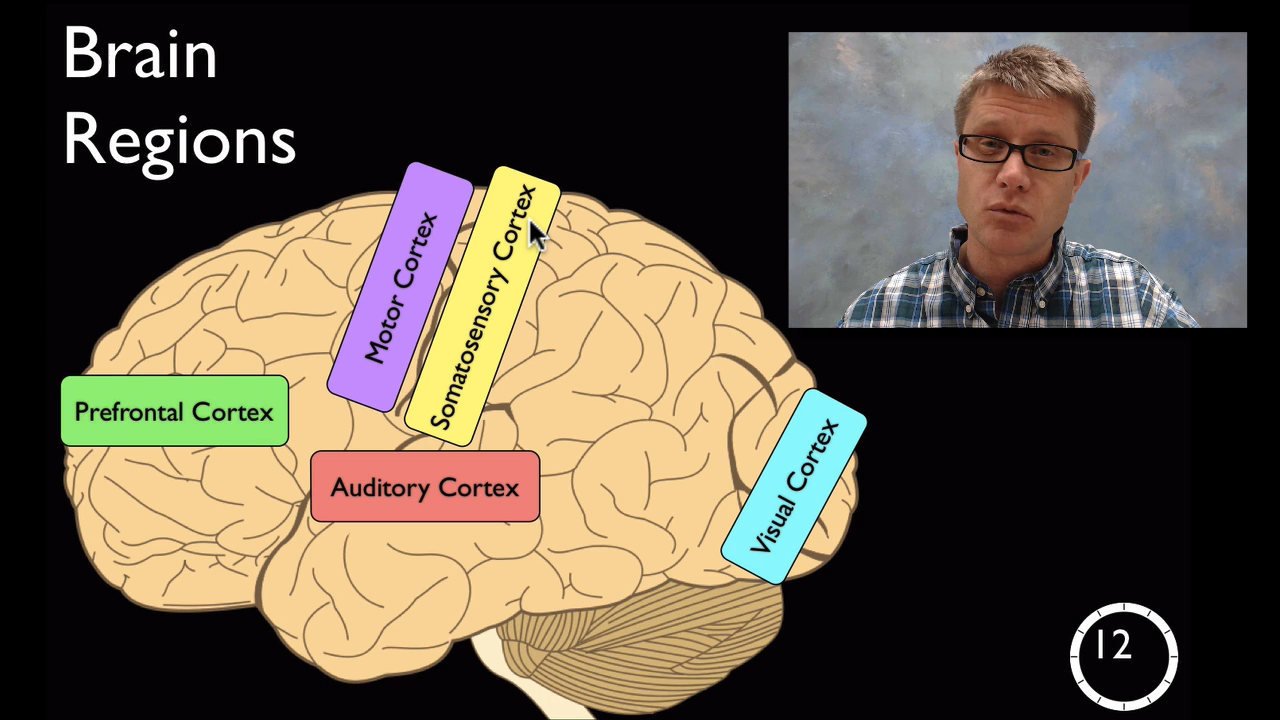 Brain
Regions
Motor Cortex
Somatosensory Cortex
Prefrontal Cortex
Auditory Cortex
Visual Cortex
12